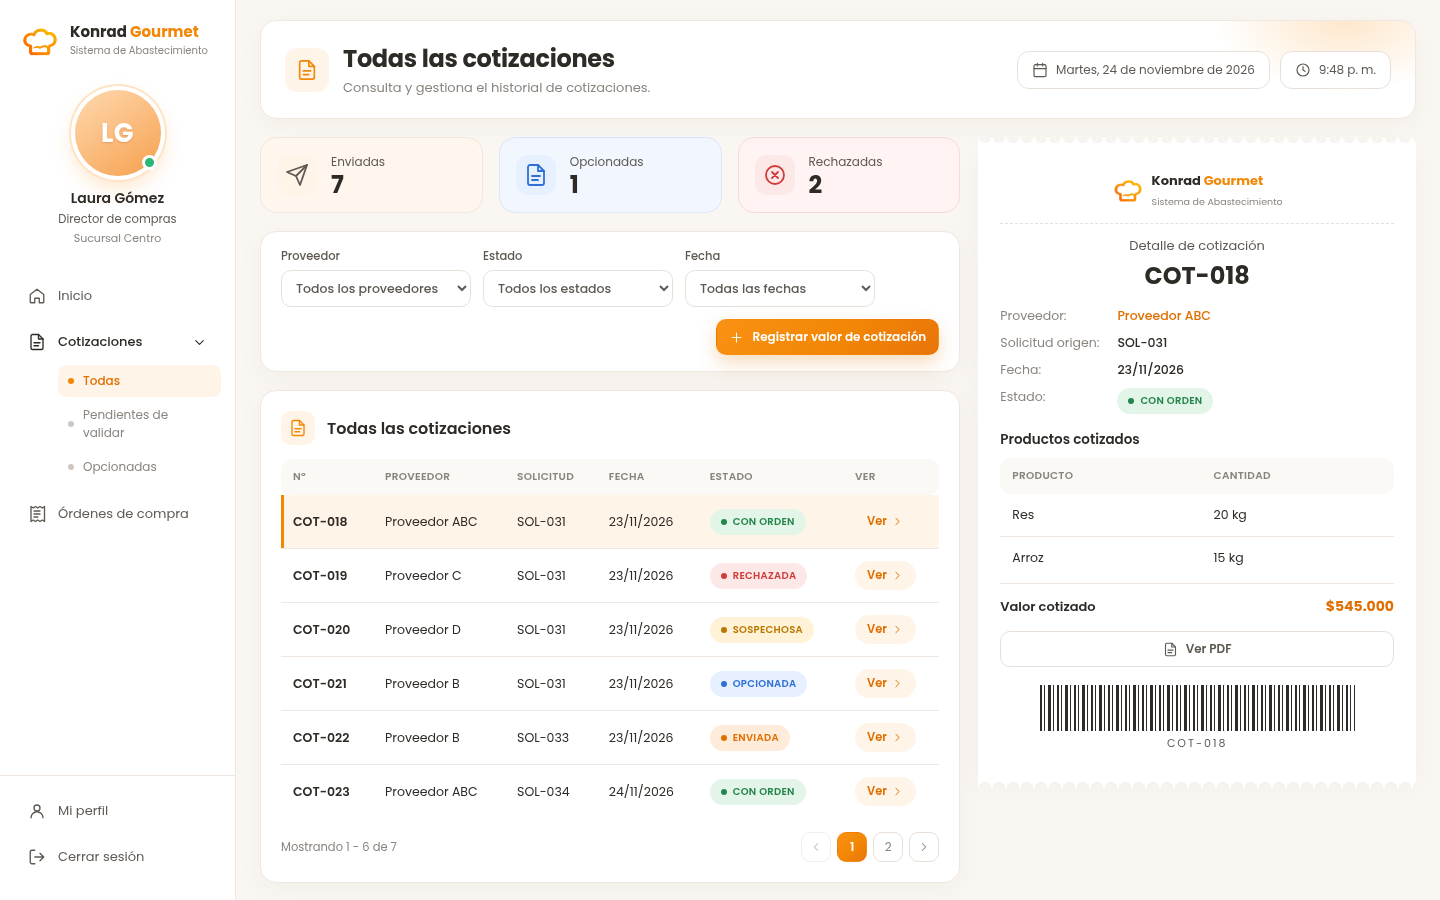 Konrad Gourmet
Sistema de Abastecimiento
LG
Laura Gómez
Director de compras
Sucursal Centro
Inicio
Cotizaciones
Todas
Pendientes de
validar
Opcionadas
Órdenes de compra
Mi perfil
Cerrar sesión
Todas las cotizaciones
Consulta y gestiona el historial de cotizaciones.
Martes, 24 de noviembre de 2026
9:48 p. m.
Enviadas
7
Opcionadas
1
Rechazadas
2
Proveedor
Estado
Fecha
Todos los proveedores
Todos los estados
Todas las fechas
Registrar valor de cotización
Todas las cotizaciones
N° PROVEEDOR SOLICITUD FECHA ESTADO VER
COT-018 Proveedor ABC SOL-031 23/11/2026 CON ORDEN Ver
COT-019 Proveedor C SOL-031 23/11/2026 RECHAZADA Ver
COT-020 Proveedor D SOL-031 23/11/2026 SOSPECHOSA Ver
COT-021 Proveedor B SOL-031 23/11/2026 OPCIONADA Ver
COT-022 Proveedor B SOL-033 23/11/2026 ENVIADA Ver
COT-023 Proveedor ABC SOL-034 24/11/2026 CON ORDEN Ver
Mostrando 1 - 6 de 7
1 2
Konrad Gourmet
Sistema de Abastecimiento
Detalle de cotización
COT-018
Proveedor: Proveedor ABC
Solicitud origen: SOL-031
Fecha: 23/11/2026
Estado: CON ORDEN
Productos cotizados
PRODUCTO CANTIDAD
Res 20 kg
Arroz 15 kg
Valor cotizado $545.000
Ver PDF
COT-018